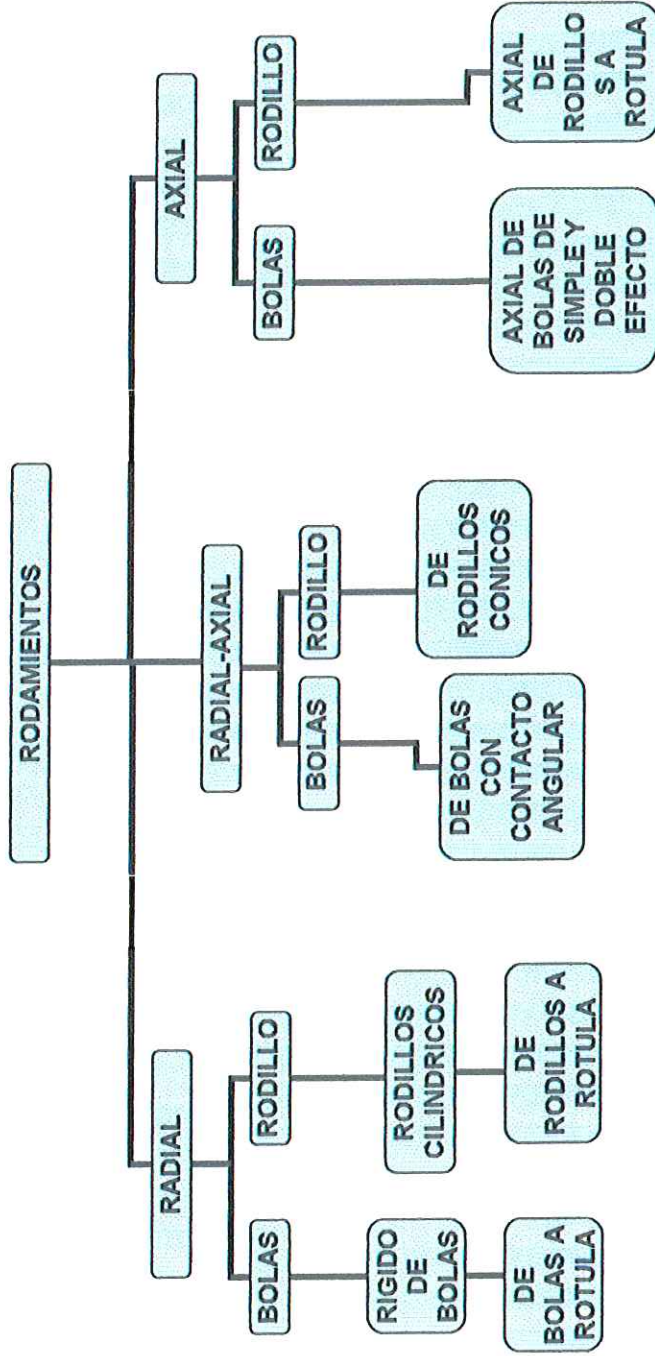 RODAMIENTOS
RADIAL
RADIAL-AXIAL
AXIAL
BOLAS
RODILLO
BOLAS
RODILLO
BOLAS
RODILLO
RIGIDO
DE
BOLAS
DE
BOLAS A
ROTULA
RODILLOS
CILINDRICOS
DE
RODILLOS A
ROTULA
DE BOLAS
CON
CONTACTO
ANGULAR
DE
RODILLOS
CONICOS
AXIAL DE
BOLAS DE
SIMPLE Y
DOBLE
EFECTO
AXIAL
DE
RODILLO
S A
ROTULA